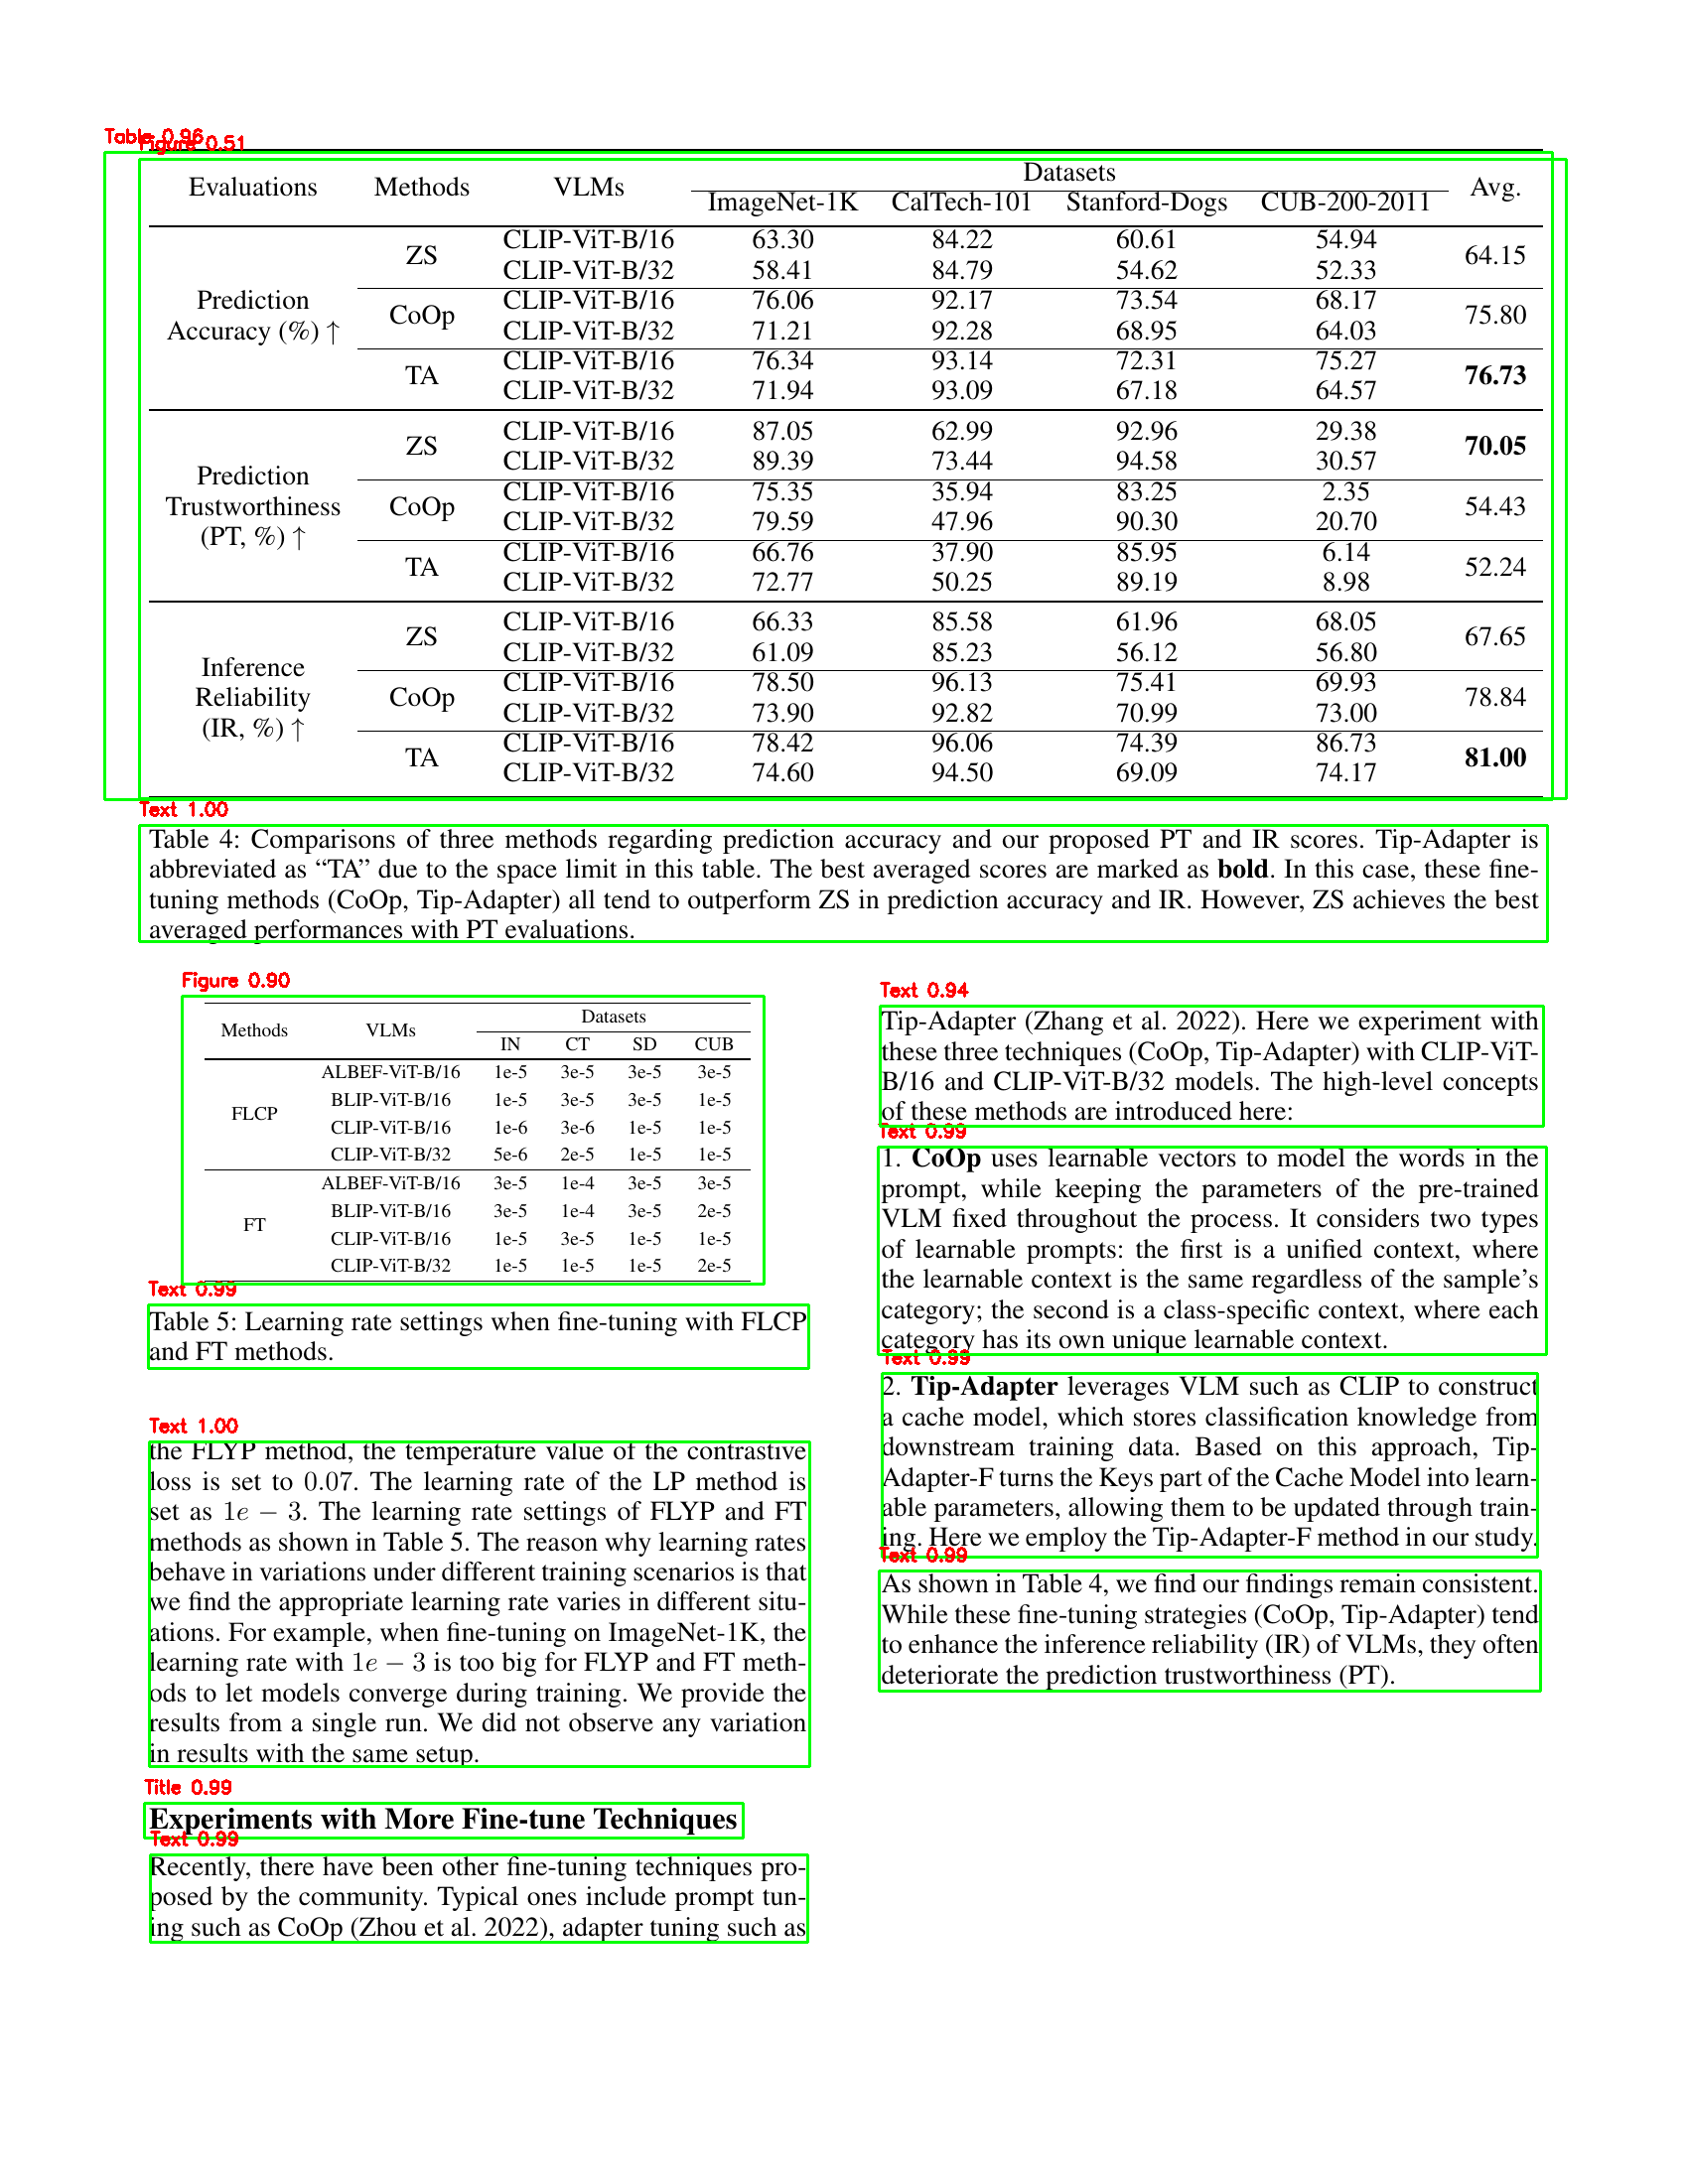 Table 0.96
Figure 0.51
Evaluations Methods VLMs Datasets Avg.
ImageNet-1K CalTech-101 Stanford-Dogs CUB-200-2011
Prediction Accuracy (%) ↑ ZS CLIP-ViT-B/16 63.30 84.22 60.61 54.94 64.15
CLIP-ViT-B/32 58.41 84.79 54.62 52.33
CoOp CLIP-ViT-B/16 76.06 92.17 73.54 68.17 75.80
CLIP-ViT-B/32 71.21 92.28 68.95 64.03
TA CLIP-ViT-B/16 76.34 93.14 72.31 75.27 76.73
CLIP-ViT-B/32 71.94 93.09 67.18 64.57
Prediction Trustworthiness (PT, %) ↑ ZS CLIP-ViT-B/16 87.05 62.99 92.96 29.38 70.05
CLIP-ViT-B/32 89.39 73.44 94.58 30.57
CoOp CLIP-ViT-B/16 75.35 35.94 83.25 2.35 54.43
CLIP-ViT-B/32 79.59 47.96 90.30 20.70
TA CLIP-ViT-B/16 66.76 37.90 85.95 6.14 52.24
CLIP-ViT-B/32 72.77 50.25 89.19 8.98
Inference Reliability (IR, %) ↑ ZS CLIP-ViT-B/16 66.33 85.58 61.96 68.05 67.65
CLIP-ViT-B/32 61.09 85.23 56.12 56.80
CoOp CLIP-ViT-B/16 78.50 96.13 75.41 69.93 78.84
CLIP-ViT-B/32 73.90 92.82 70.99 73.00
TA CLIP-ViT-B/16 78.42 96.06 74.39 86.73 81.00
CLIP-ViT-B/32 74.60 94.50 69.09 74.17
Text 1.00
Table 4: Comparisons of three methods regarding prediction accuracy and our proposed PT and IR scores. Tip-Adapter is
abbreviated as “TA” due to the space limit in this table. The best averaged scores are marked as bold. In this case, these fine-
tuning methods (CoOp, Tip-Adapter) all tend to outperform ZS in prediction accuracy and IR. However, ZS achieves the best
averaged performances with PT evaluations.
Figure 0.90
Methods VLMs Datasets
IN CT SD CUB
FLCP ALBEF-ViT-B/16 1e-5 3e-5 3e-5 3e-5
BLIP-ViT-B/16 1e-5 3e-5 3e-5 1e-5
CLIP-ViT-B/16 1e-6 3e-6 1e-5 1e-5
CLIP-ViT-B/32 5e-6 2e-5 1e-5 1e-5
FT ALBEF-ViT-B/16 3e-5 1e-4 3e-5 3e-5
BLIP-ViT-B/16 3e-5 1e-4 3e-5 2e-5
CLIP-ViT-B/16 1e-5 3e-5 1e-5 1e-5
CLIP-ViT-B/32 1e-5 1e-5 1e-5 2e-5
Text 0.99
Table 5: Learning rate settings when fine-tuning with FLCP
and FT methods.
Text 1.00
the FLYP method, the temperature value of the contrastive
loss is set to 0.07. The learning rate of the LP method is
set as 1e − 3. The learning rate settings of FLYP and FT
methods as shown in Table 5. The reason why learning rates
behave in variations under different training scenarios is that
we find the appropriate learning rate varies in different situ-
ations. For example, when fine-tuning on ImageNet-1K, the
learning rate with 1e − 3 is too big for FLYP and FT meth-
ods to let models converge during training. We provide the
results from a single run. We did not observe any variation
in results with the same setup.
Title 0.99
Experiments with More Fine-tune Techniques
Text 0.99
Recently, there have been other fine-tuning techniques pro-
posed by the community. Typical ones include prompt tun-
ing such as CoOp (Zhou et al. 2022), adapter tuning such as
Text 0.94
Tip-Adapter (Zhang et al. 2022). Here we experiment with
these three techniques (CoOp, Tip-Adapter) with CLIP-ViT-
B/16 and CLIP-ViT-B/32 models. The high-level concepts
of these methods are introduced here:
Text 0.99
1. CoOp uses learnable vectors to model the words in the
prompt, while keeping the parameters of the pre-trained
VLM fixed throughout the process. It considers two types
of learnable prompts: the first is a unified context, where
the learnable context is the same regardless of the sample’s
category; the second is a class-specific context, where each
category has its own unique learnable context.
Text 0.99
2. Tip-Adapter leverages VLM such as CLIP to construct
a cache model, which stores classification knowledge from
downstream training data. Based on this approach, Tip-
Adapter-F turns the Keys part of the Cache Model into learn-
able parameters, allowing them to be updated through train-
ing. Here we employ the Tip-Adapter-F method in our study.
Text 0.99
As shown in Table 4, we find our findings remain consistent.
While these fine-tuning strategies (CoOp, Tip-Adapter) tend
to enhance the inference reliability (IR) of VLMs, they often
deteriorate the prediction trustworthiness (PT).